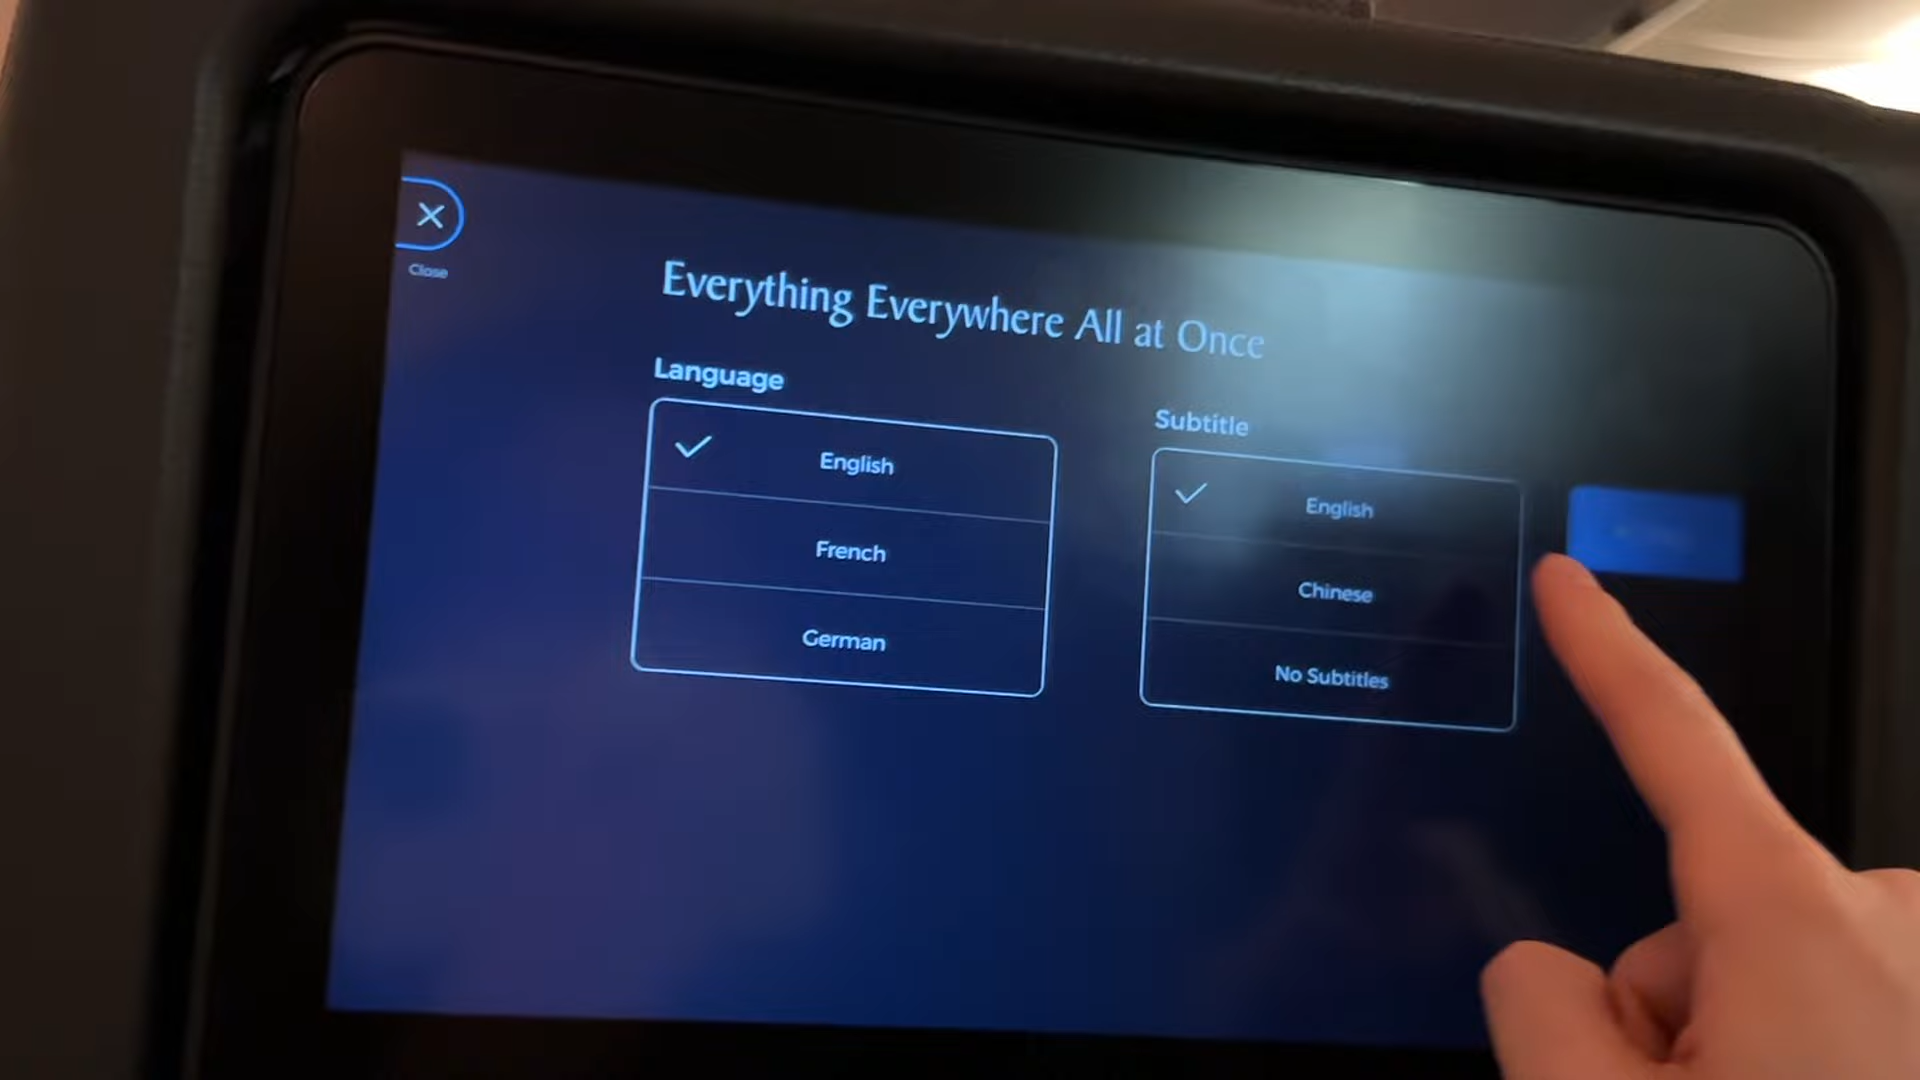 Close
Everything Everywhere All at Once
Language
English
French
German
Subtitle
English
Chinese
No Subtitles